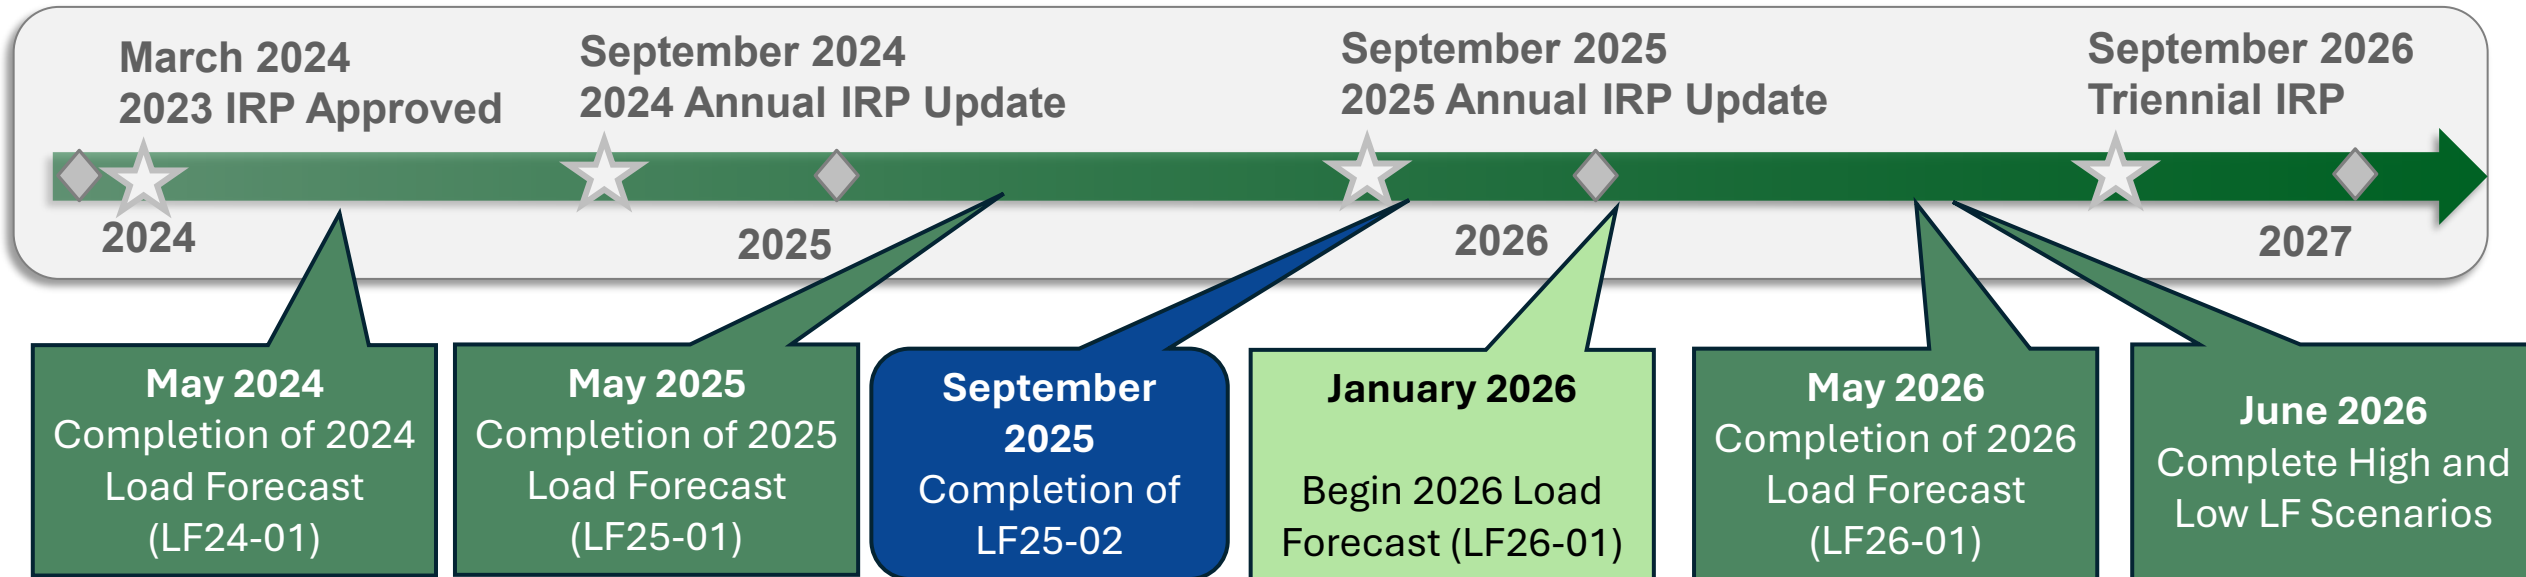 March 2024
2023 IRP Approved
September 2024
2024 Annual IRP Update
September 2025
2025 Annual IRP Update
September 2026
Triennial IRP
2024
2025
2026
2027
May 2024
Completion of 2024
Load Forecast
(LF24-01)
May 2025
Completion of 2025
Load Forecast
(LF25-01)
September
2025
Completion of
LF25-02
January 2026
Begin 2026 Load
Forecast (LF26-01)
May 2026
Completion of 2026
Load Forecast
(LF26-01)
June 2026
Complete High and
Low LF Scenarios